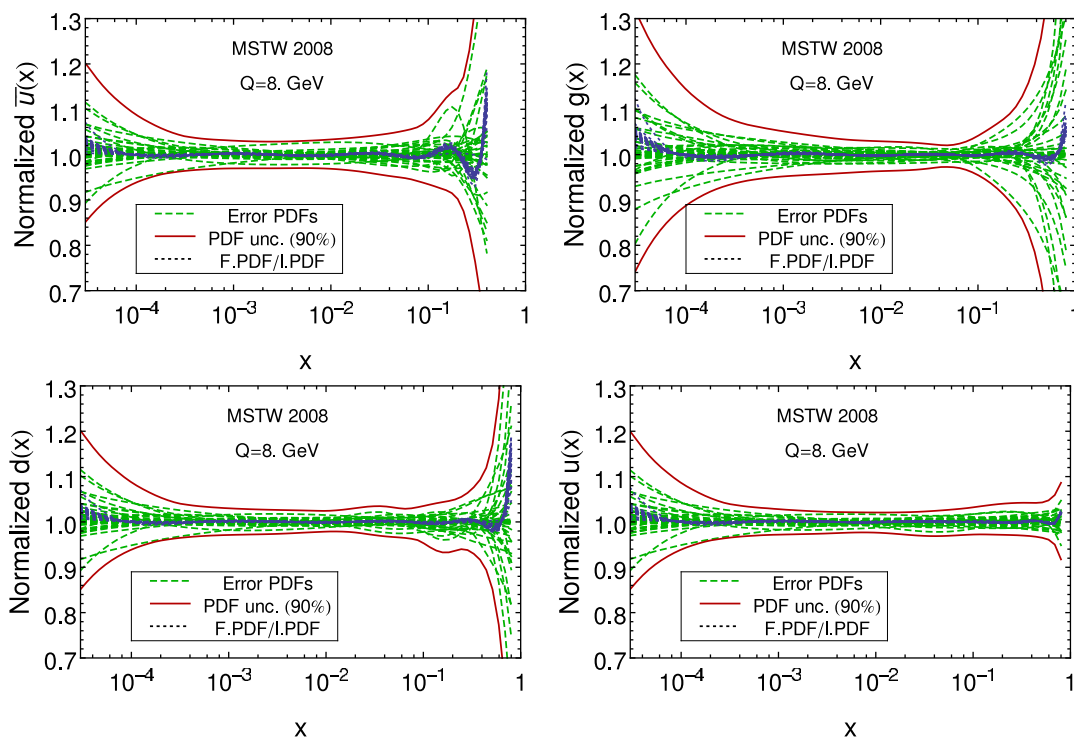 Normalized u̅(x)
1.3
1.2
1.1
1.0
0.9
0.8
0.7
MSTW 2008
Q=8. GeV
Error PDFs
PDF unc. (90%)
F.PDF/I.PDF
10⁻⁴
10⁻³
10⁻²
10⁻¹
1
x
Normalized g(x)
1.3
1.2
1.1
1.0
0.9
0.8
0.7
MSTW 2008
Q=8. GeV
Error PDFs
PDF unc. (90%)
F.PDF/I.PDF
10⁻⁴
10⁻³
10⁻²
10⁻¹
1
x
Normalized d(x)
1.3
1.2
1.1
1.0
0.9
0.8
0.7
MSTW 2008
Q=8. GeV
Error PDFs
PDF unc. (90%)
F.PDF/I.PDF
10⁻⁴
10⁻³
10⁻²
10⁻¹
1
x
Normalized u(x)
1.3
1.2
1.1
1.0
0.9
0.8
0.7
MSTW 2008
Q=8. GeV
Error PDFs
PDF unc. (90%)
F.PDF/I.PDF
10⁻⁴
10⁻³
10⁻²
10⁻¹
1
x